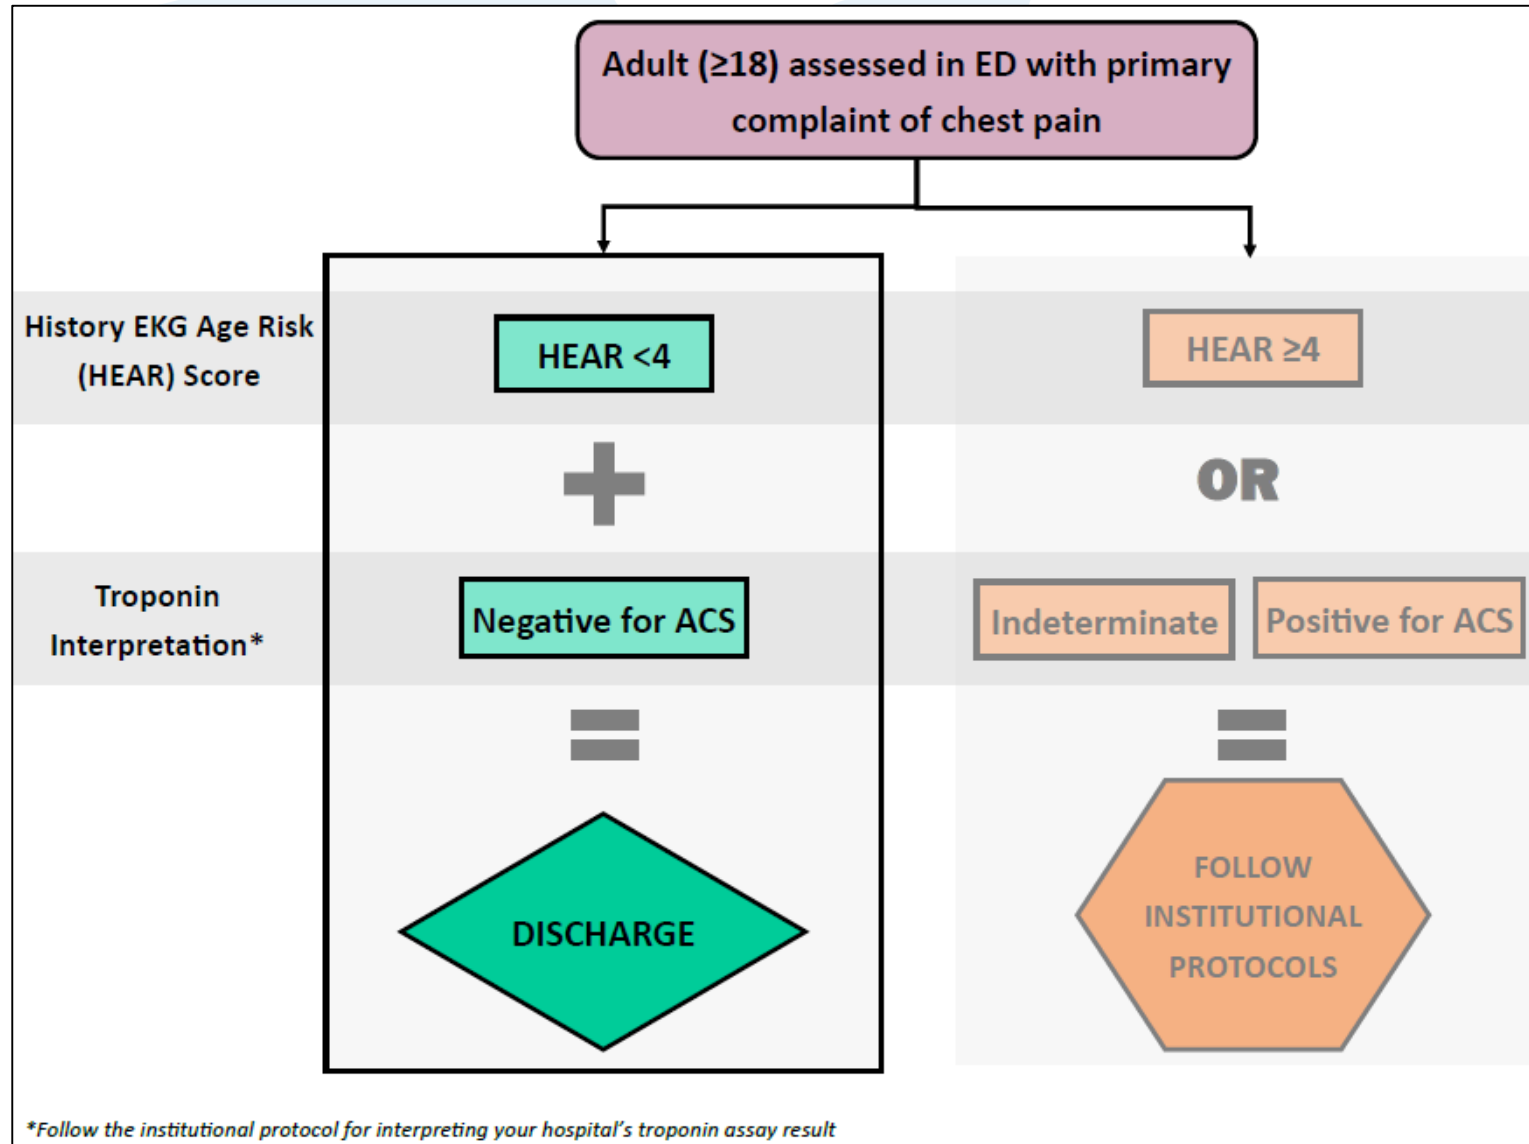 Adult (≥18) assessed in ED with primary
complaint of chest pain
History EKG Age Risk
(HEAR) Score
HEAR <4
HEAR ≥4
OR
Troponin
Interpretation*
Negative for ACS
Indeterminate
Positive for ACS
DISCHARGE
FOLLOW
INSTITUTIONAL
PROTOCOLS
*Follow the institutional protocol for interpreting your hospital's troponin assay result